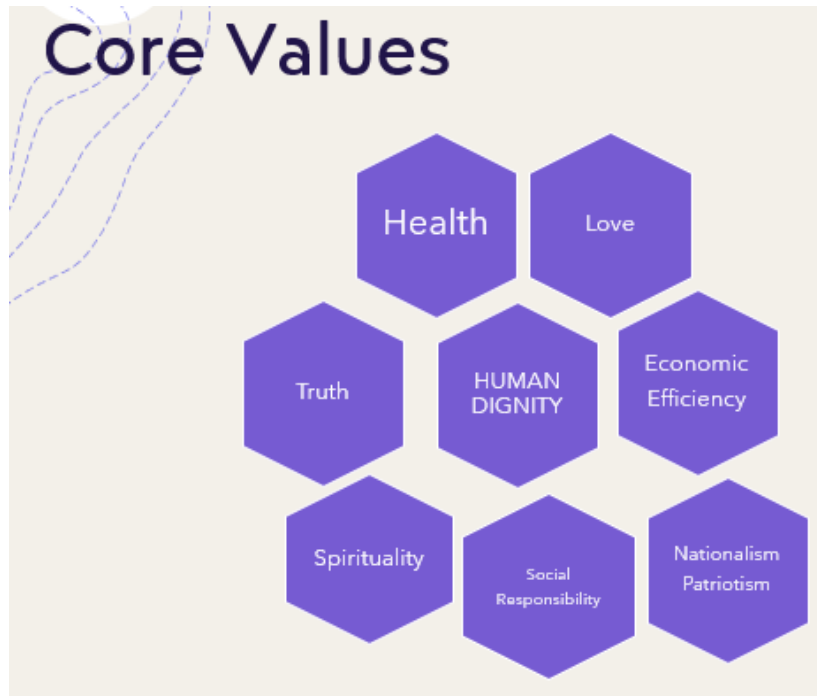 Core Values
Health
Love
Truth
HUMAN
DIGNITY
Economic
Efficiency
Spirituality
Social
Responsibility
Nationalism
Patriotism